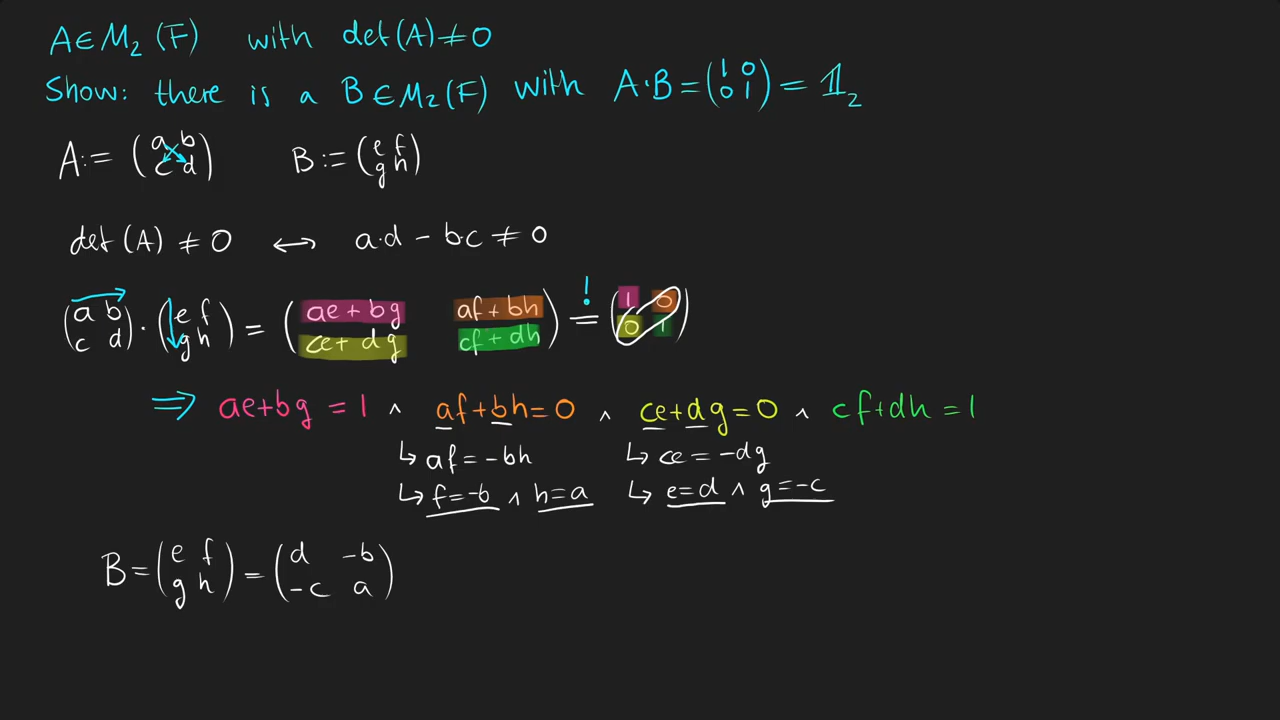 A∈M₂(F) with det(A)≠0
Show: there is a B∈M₂(F) with A·B=(1 0 0 1)=𝟙₂
A:=(a b c d) B:=(e f g h)
det(A)≠0 ↔ a·d-b·c≠0
(a b c d)·(e f g h)=(ae+bg af+bh ce+dg cf+dh)=! (1 0 0 1)
⇒ ae+bg=1 ∧ af+bh=0 ∧ ce+dg=0 ∧ cf+dh=1
↳ af=-bh ↳ ce=-dg
↳ f=-b ∧ h=a ↳ e=d ∧ g=-c
B=(e f g h)=(d -b -c a)